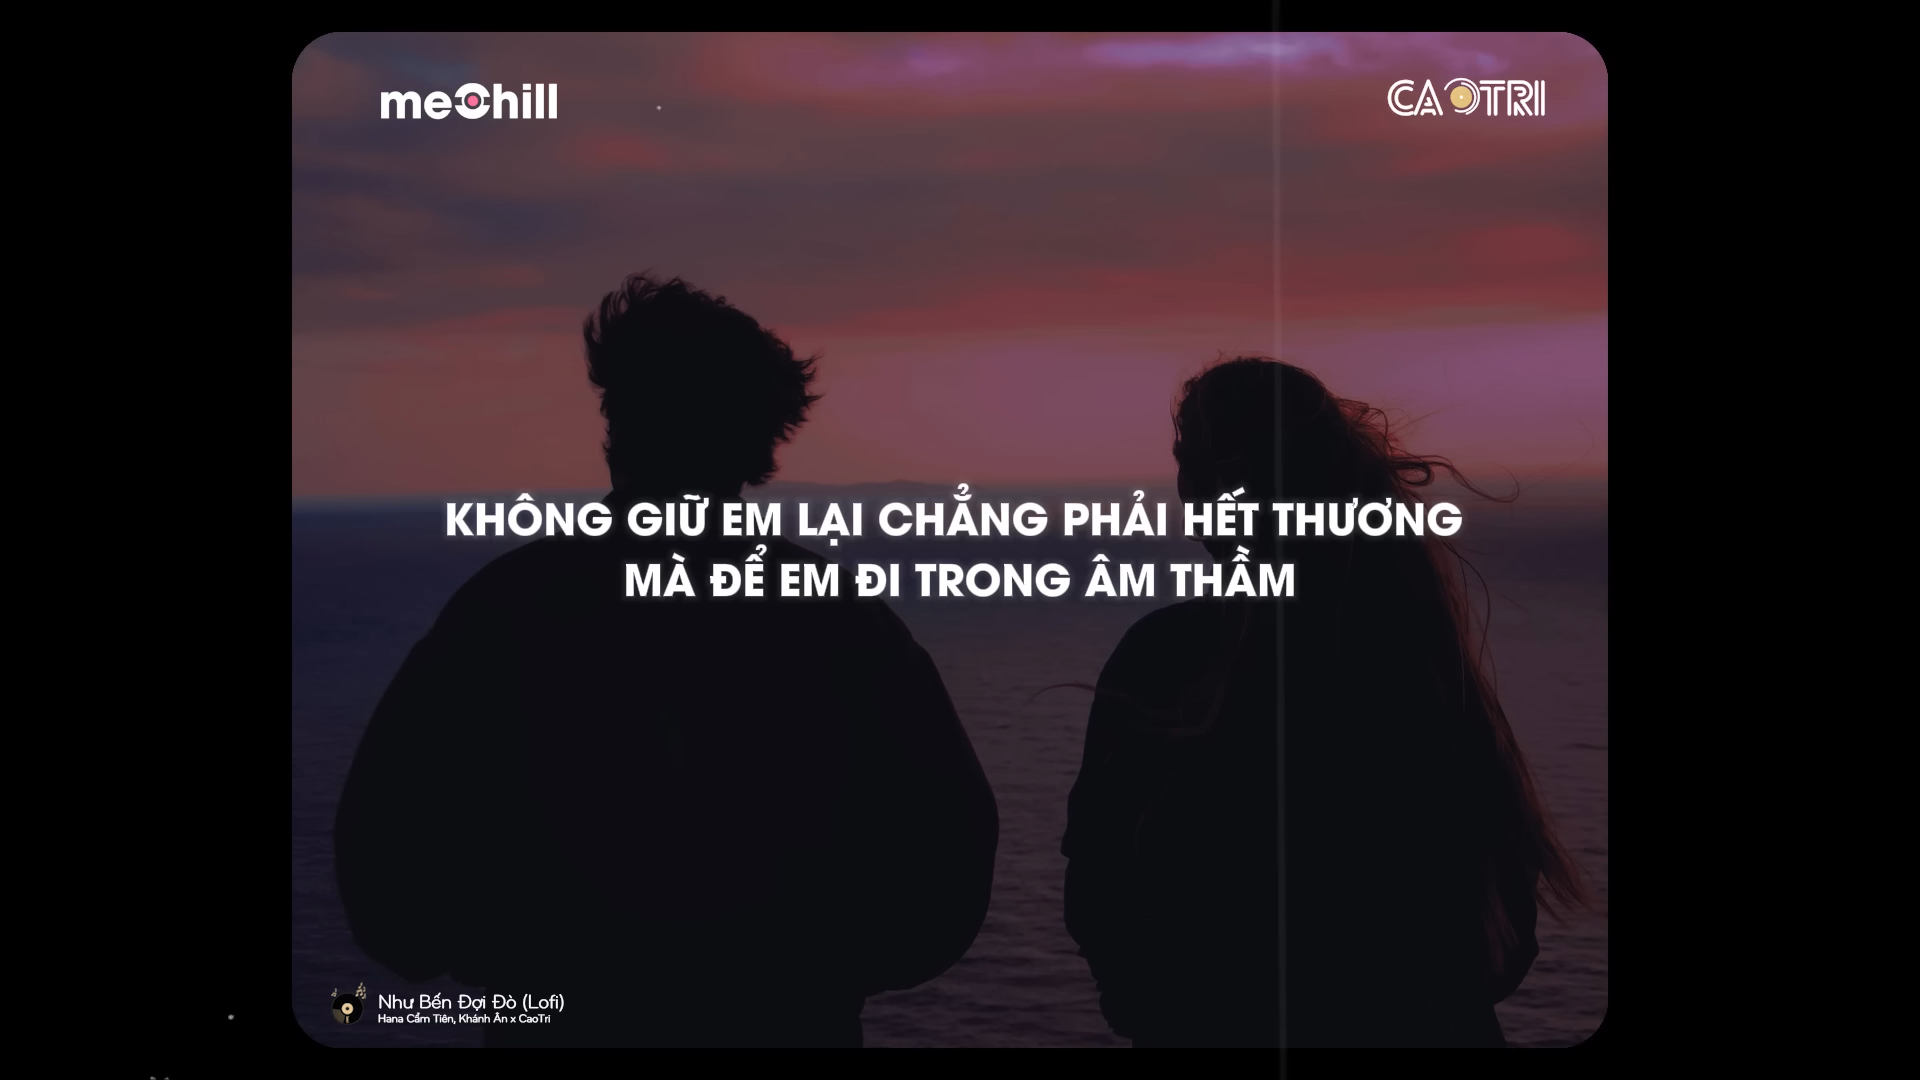 meChill
CAOTRI
KHÔNG GIỮ EM LẠI CHẲNG PHẢI HẾT THƯƠNG
MÀ ĐỂ EM ĐI TRONG ÂM THẦM
Như Bến Đợi Đò (Lofi)
Hana Cẩm Tiên, Khánh Ân x CaoTri